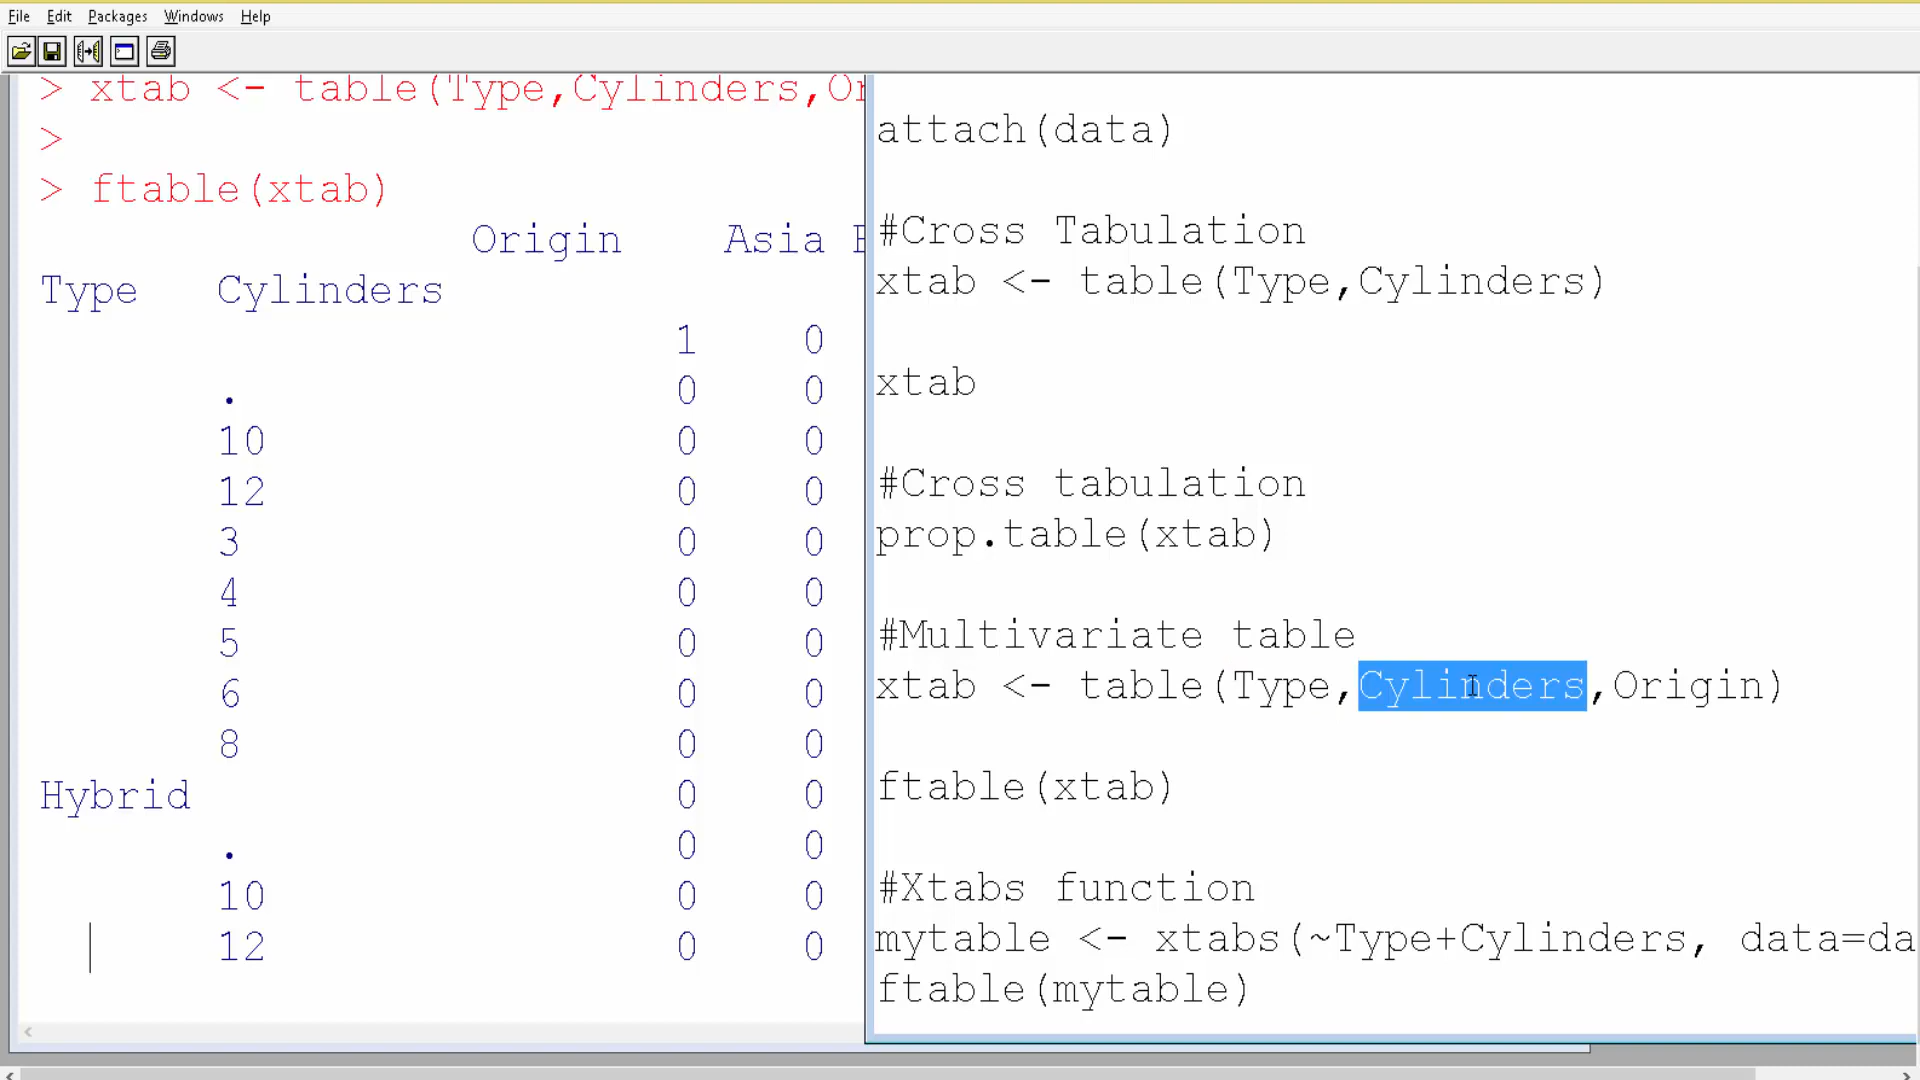 File Edit Packages Windows Help
> xtab <- table(Type,Cylinders,Or
>
> ftable(xtab)
Origin Asia
Type Cylinders
1 0
. 0 0
10 0 0
12 0 0
3 0 0
4 0 0
5 0 0
6 0 0
8 0 0
Hybrid 0 0
. 0 0
10 0 0
12 0 0
attach(data)
#Cross Tabulation
xtab <- table(Type,Cylinders)
xtab
#Cross tabulation
prop.table(xtab)
#Multivariate table
xtab <- table(Type,Cylinders,Origin)
ftable(xtab)
#Xtabs function
mytable <- xtabs(~Type+Cylinders, data=da
ftable(mytable)